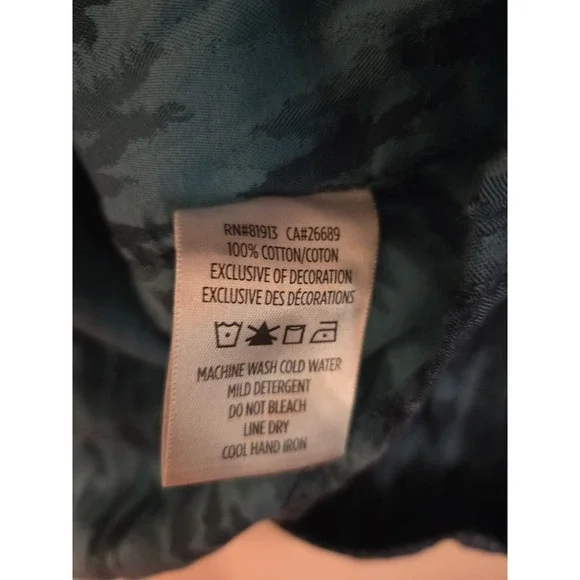 RN#81913 CA#26689
100% COTTON/COTON
EXCLUSIVE OF DECORATION
EXCLUSIVE DES DÉCORATIONS
MACHINE WASH COLD WATER
MILD DETERGENT
DO NOT BLEACH
LINE DRY
COOL HAND IRON